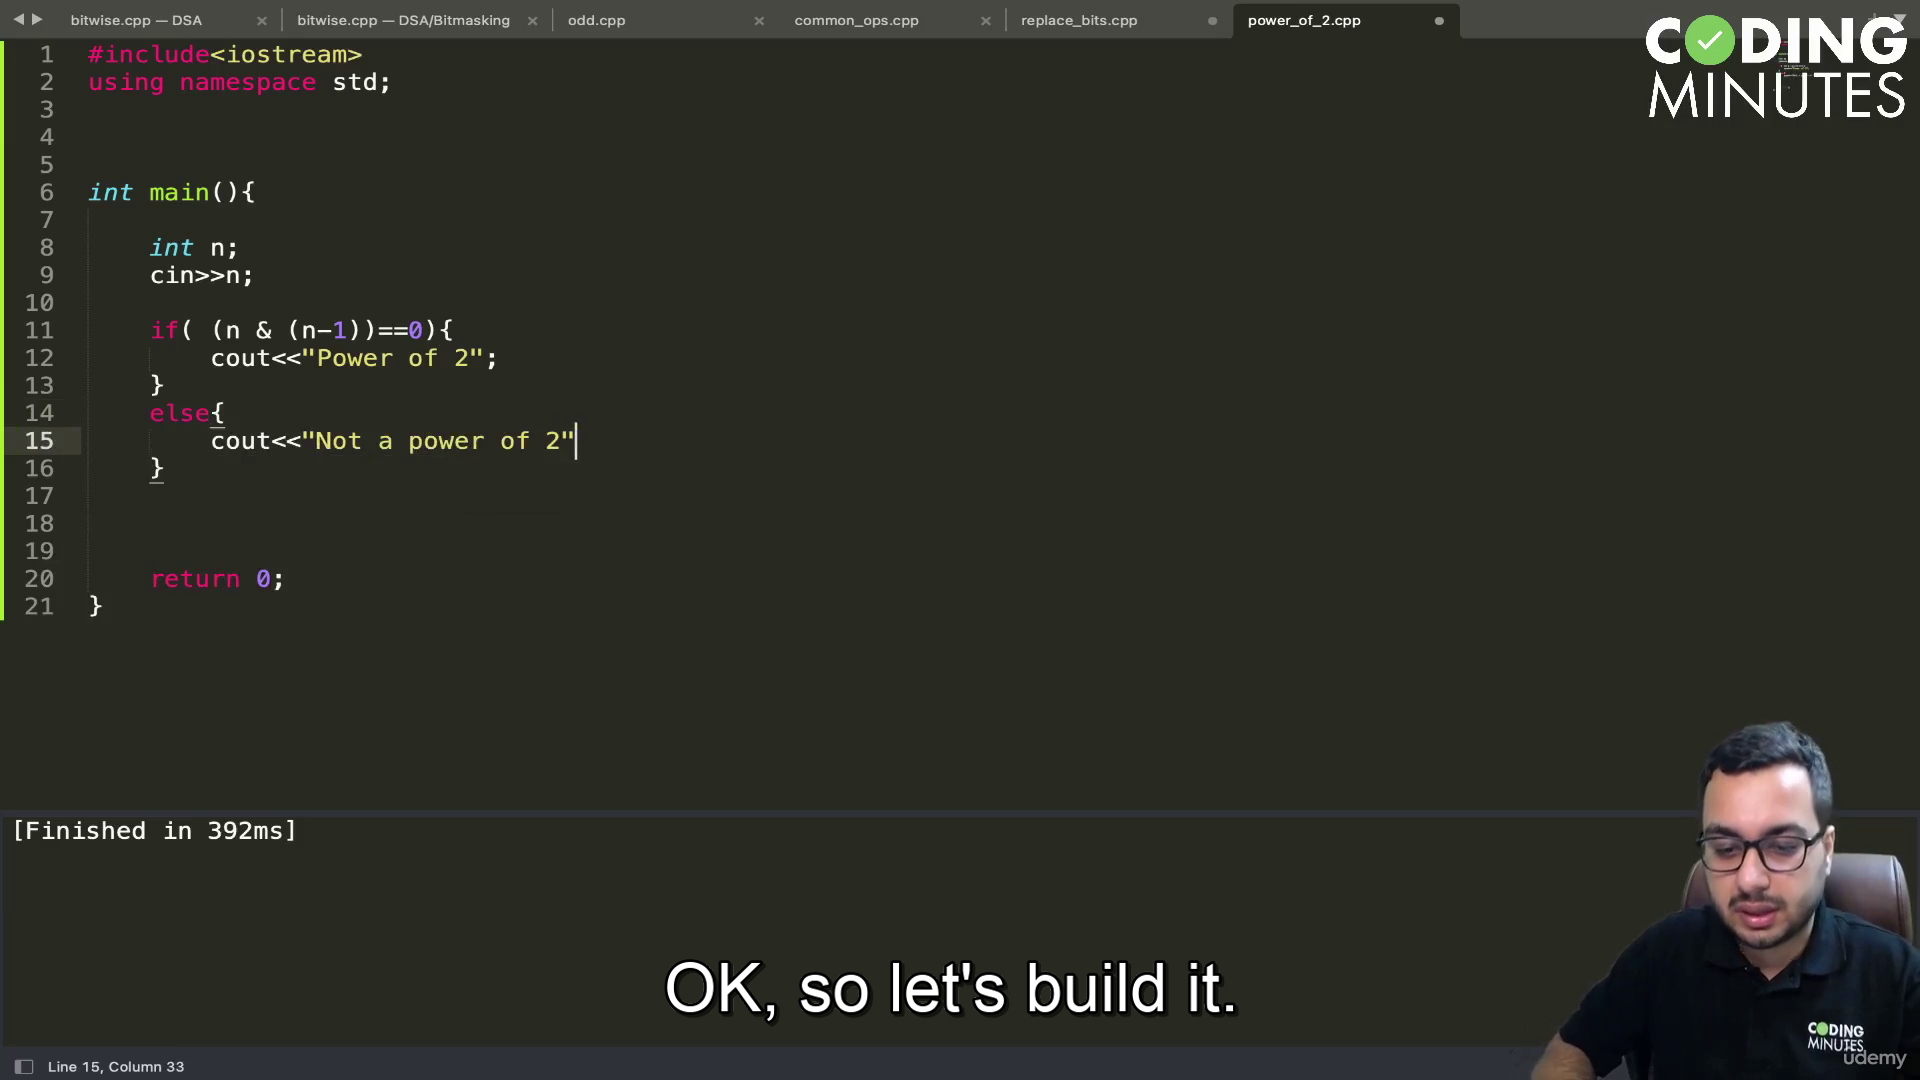 bitwise.cpp — DSA
bitwise.cpp — DSA/Bitmasking
odd.cpp
common_ops.cpp
replace_bits.cpp
power_of_2.cpp
CODING
MINUTES
1 #include<iostream>
2 using namespace std;
3
4
5
6 int main(){
7
8 int n;
9 cin>>n;
10
11 if( (n & (n-1))==0){
12 cout<<"Power of 2";
13 }
14 else{
15 cout<<"Not a power of 2"
16 }
17
18
19
20 return 0;
21 }
[Finished in 392ms]
OK, so let's build it.
CODING
MINUTES
udemy
Line 15, Column 33